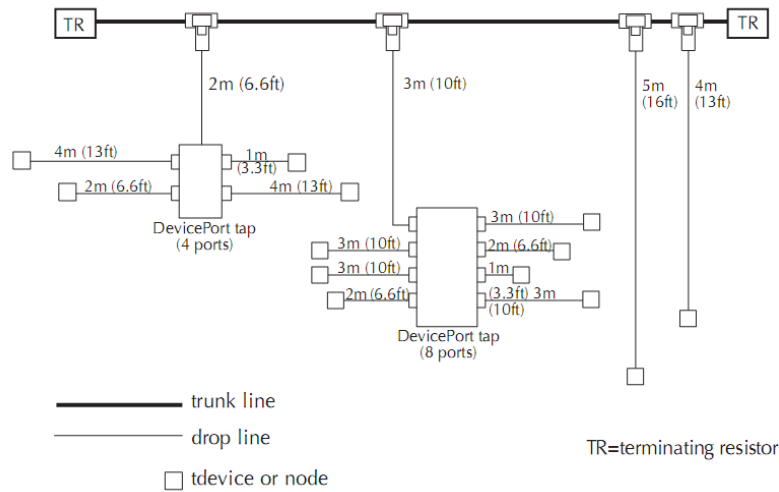 TR
TR
2m (6.6ft)
3m (10ft)
5m
(16ft)
4m
(13ft)
4m (13ft)
1m
(3.3ft)
2m (6.6ft)
4m (13ft)
DevicePort tap
(4 ports)
3m (10ft)
3m (10ft)
2m (6.6ft)
3m (10ft)
1m
2m (6.6ft)
(3.3ft) 3m
(10ft)
DevicePort tap
(8 ports)
trunk line
drop line
TR=terminating resistor
tdevice or node